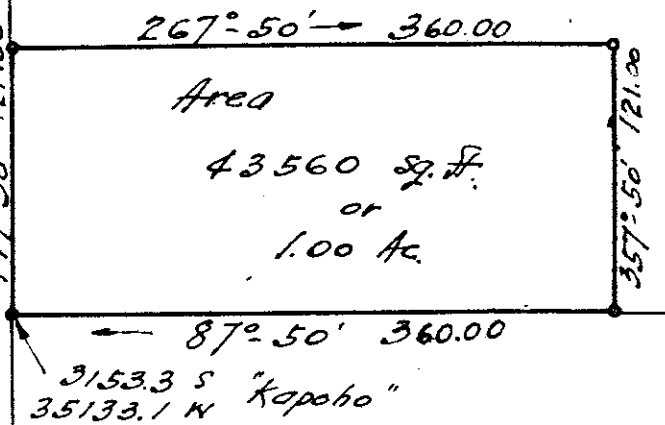 267°-50' → 360.00
Area
43560 sq. ft.
or
1.00 Ac.
357°-50' 121.00
← 87°-50' 360.00
3153.3 S "Kapoho"
35133.1 W